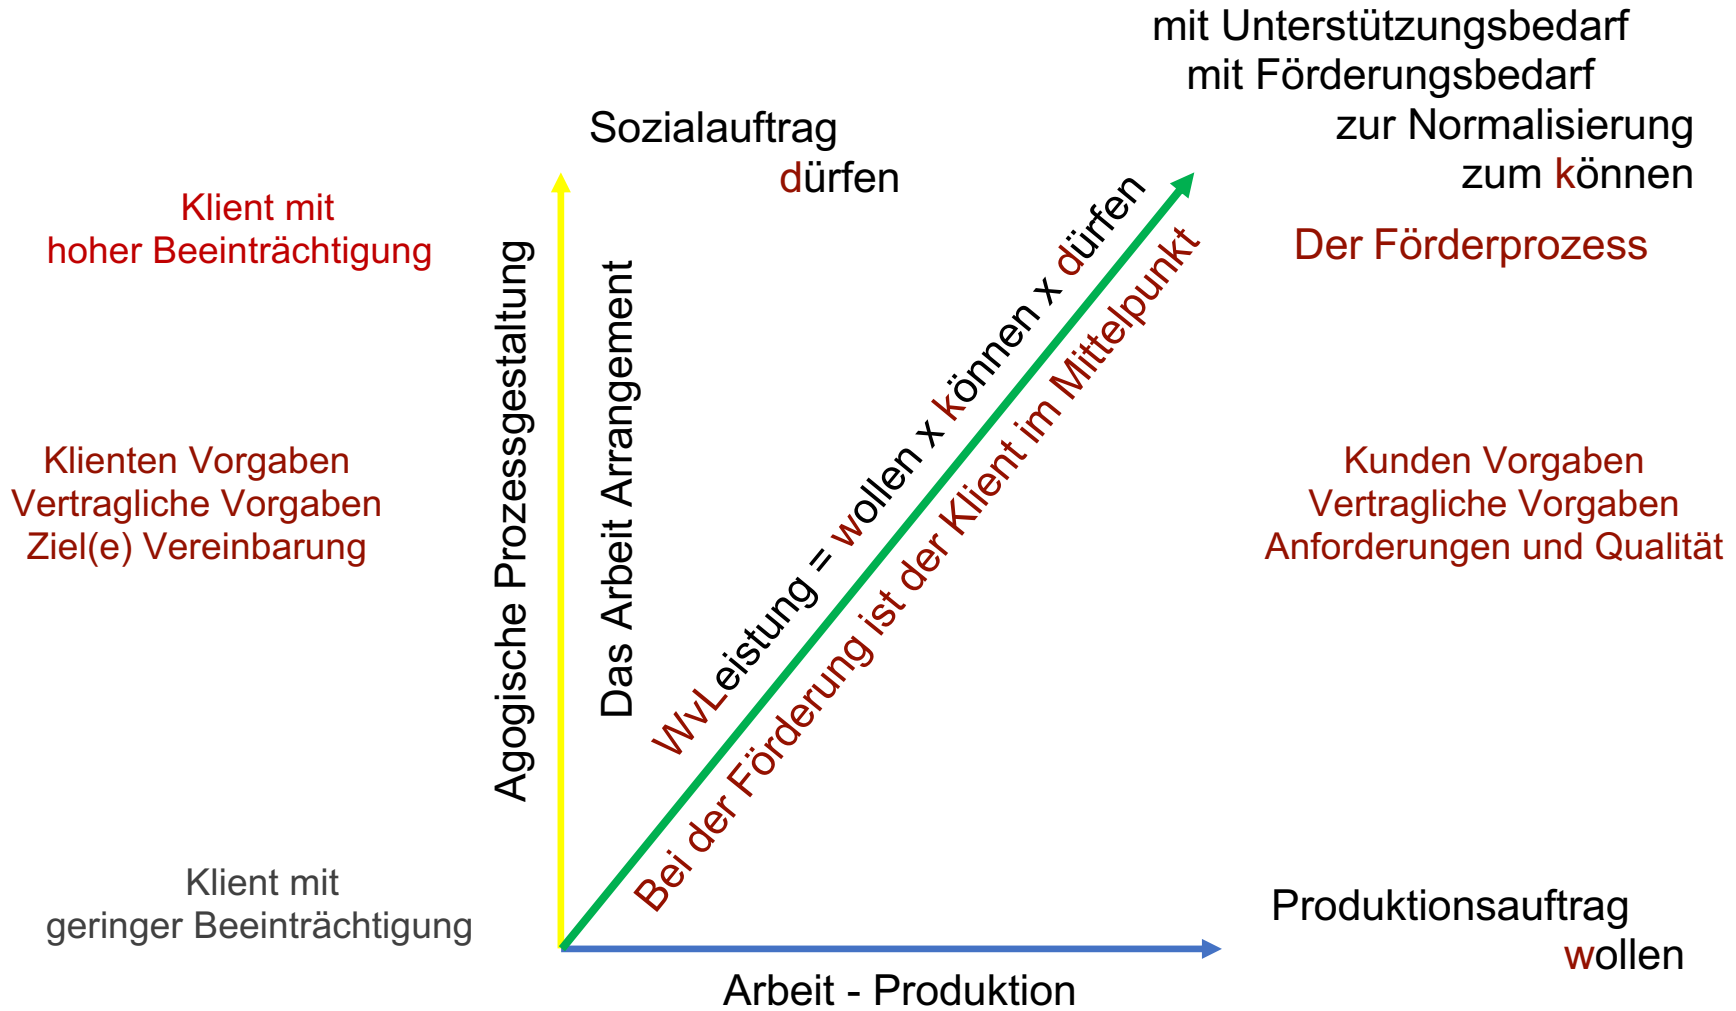 mit Unterstützungsbedarf
mit Förderungsbedarf
zur Normalisierung
zum können
Der Förderprozess
Sozialauftrag
dürfen
Klient mit
hoher Beeinträchtigung
Agogische Prozessgestaltung
Das Arbeit Arrangement
WvLeistung = wollen x können x dürfen
Bei der Förderung ist der Klient im Mittelpunkt
Klienten Vorgaben
Vertragliche Vorgaben
Ziel(e) Vereinbarung
Kunden Vorgaben
Vertragliche Vorgaben
Anforderungen und Qualität
Klient mit
geringer Beeinträchtigung
Produktionsauftrag
wollen
Arbeit - Produktion